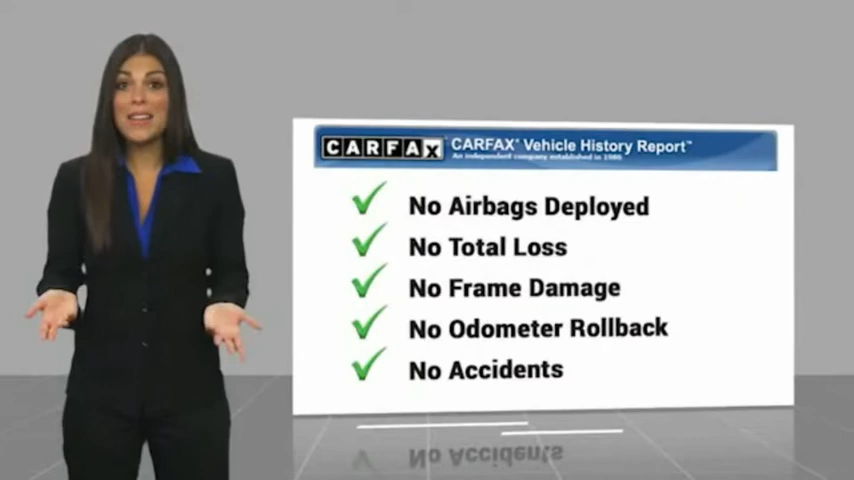 CARFAX CARFAX® Vehicle History Report™
An independent company established in 1986
No Airbags Deployed
No Total Loss
No Frame Damage
No Odometer Rollback
No Accidents
No Accidents